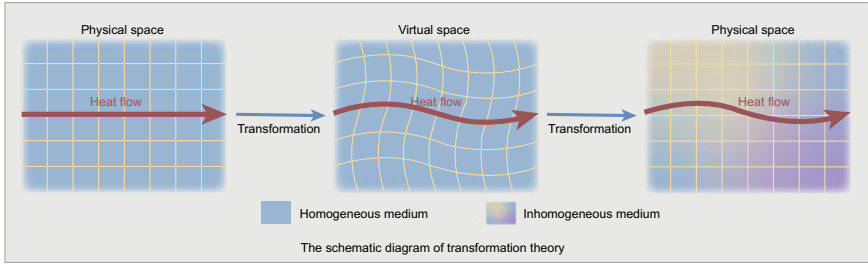 Physical space
Virtual space
Physical space
Heat flow
Heat flow
Heat flow
Transformation
Transformation
Homogeneous medium
Inhomogeneous medium
The schematic diagram of transformation theory